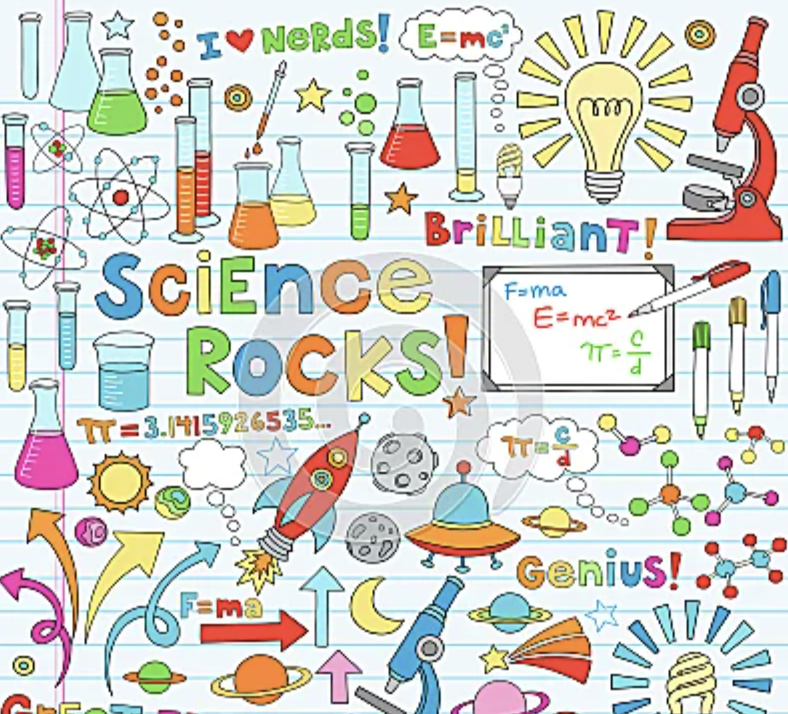 I ♥ NeRds!
E=mc²
BRiLLianT!
SciEnce
ROcKS!
F=ma
E=mc²
π=c/d
π=3.1415926535...
π=c/d
Genius!
F=ma